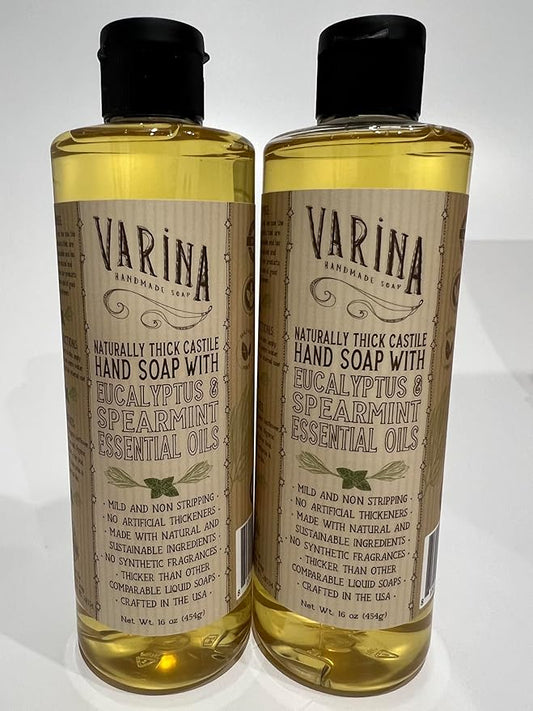 VARINA
HANDMADE SOAP
NATURALLY THICK CASTILE
HAND SOAP WITH
EUCALYPTUS &
SPEARMINT
ESSENTIAL OILS
· MILD AND NON STRIPPING ·
· NO ARTIFICIAL THICKENERS ·
· MADE WITH NATURAL AND
SUSTAINABLE INGREDIENTS ·
· NO SYNTHETIC FRAGRANCES ·
· THICKER THAN OTHER
COMPARABLE LIQUID SOAPS ·
· CRAFTED IN THE USA ·
Net Wt. 16 oz (454g)
VARINA
HANDMADE SOAP
NATURALLY THICK CASTILE
HAND SOAP WITH
EUCALYPTUS &
SPEARMINT
ESSENTIAL OILS
· MILD AND NON STRIPPING ·
· NO ARTIFICIAL THICKENERS ·
· MADE WITH NATURAL AND
SUSTAINABLE INGREDIENTS ·
· NO SYNTHETIC FRAGRANCES ·
· THICKER THAN OTHER
COMPARABLE LIQUID SOAPS ·
· CRAFTED IN THE USA ·
Net Wt. 16 oz (454g)